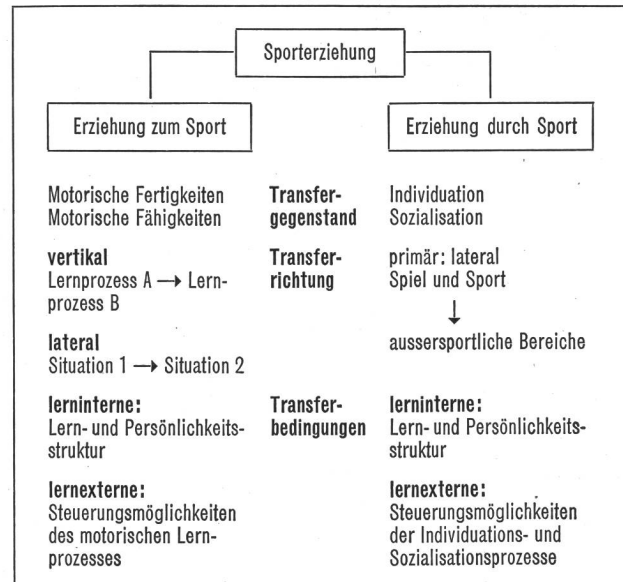 Sporterziehung
Erziehung zum Sport
Erziehung durch Sport
Motorische Fertigkeiten
Motorische Fähigkeiten
Transfer-
gegenstand
Individuation
Sozialisation
vertikal
Lernprozess A → Lern-
prozess B
Transfer-
richtung
primär: lateral
Spiel und Sport
↓
aussersportliche Bereiche
lateral
Situation 1 → Situation 2
lerninterne:
Lern- und Persönlichkeits-
struktur
Transfer-
bedingungen
lerninterne:
Lern- und Persönlichkeits-
struktur
lernexterne:
Steuerungsmöglichkeiten
des motorischen Lern-
prozesses
lernexterne:
Steuerungsmöglichkeiten
der Individuations- und
Sozialisationsprozesse